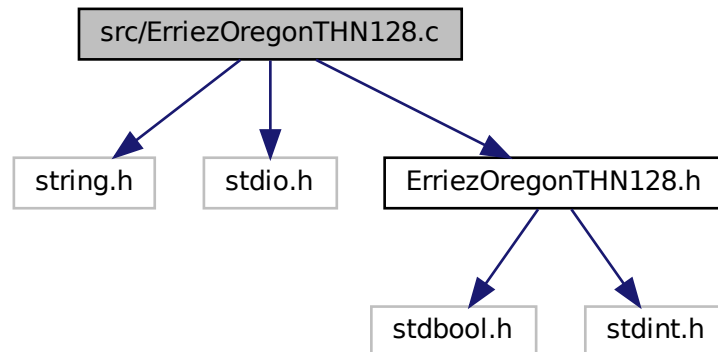 src/ErriezOregonTHN128.c
string.h
stdio.h
ErriezOregonTHN128.h
stdbool.h
stdint.h